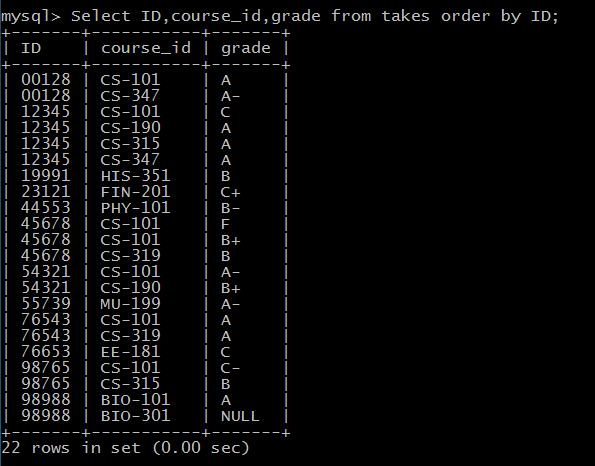 mysql> Select ID,course_id,grade from takes order by ID;
+-------+-----------+-------+
| ID    | course_id | grade |
+-------+-----------+-------+
| 00128 | CS-101    | A     |
| 00128 | CS-347    | A-    |
| 12345 | CS-101    | C     |
| 12345 | CS-190    | A     |
| 12345 | CS-315    | A     |
| 12345 | CS-347    | A     |
| 19991 | HIS-351   | B     |
| 23121 | FIN-201   | C+    |
| 44553 | PHY-101   | B-    |
| 45678 | CS-101    | F     |
| 45678 | CS-101    | B+    |
| 45678 | CS-319    | B     |
| 54321 | CS-101    | A-    |
| 54321 | CS-190    | B+    |
| 55739 | MU-199    | A-    |
| 76543 | CS-101    | A     |
| 76543 | CS-319    | A     |
| 76653 | EE-181    | C     |
| 98765 | CS-101    | C-    |
| 98765 | CS-315    | B     |
| 98988 | BIO-101   | A     |
| 98988 | BIO-301   | NULL  |
+-------+-----------+-------+
22 rows in set (0.00 sec)